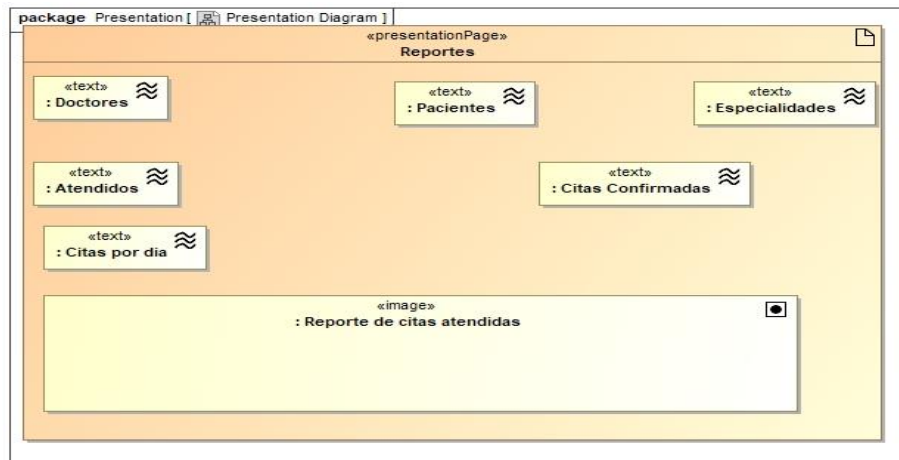 package Presentation [ Presentation Diagram ]
«presentationPage»
Reportes
«text»
: Doctores
«text»
: Pacientes
«text»
: Especialidades
«text»
: Atendidos
«text»
: Citas Confirmadas
«text»
: Citas por dia
«image»
: Reporte de citas atendidas